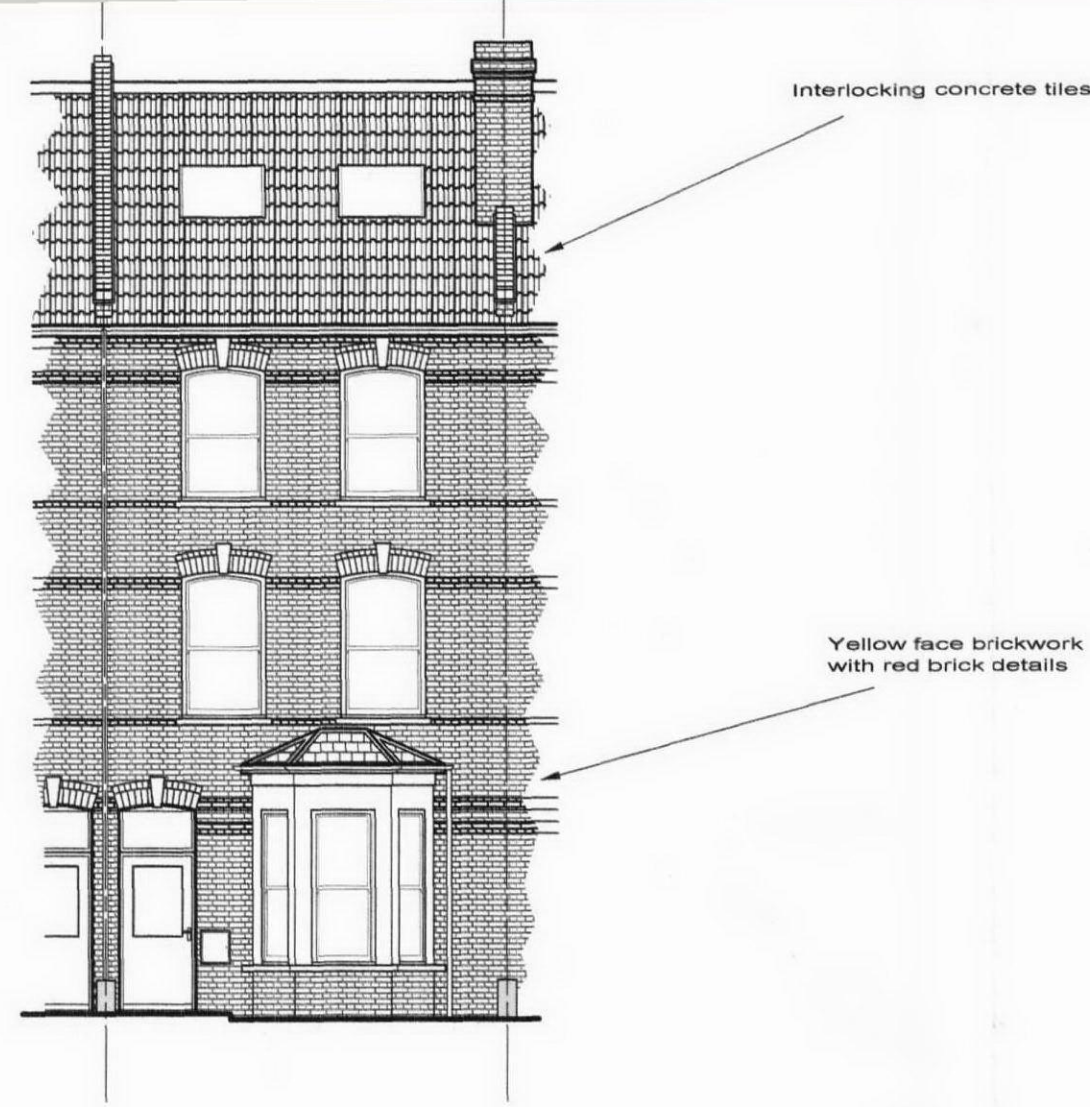 Interlocking concrete tiles
Yellow face brickwork
with red brick details